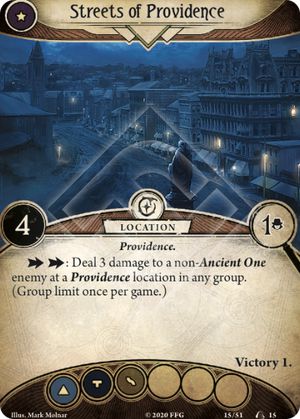 Streets of Providence
4
LOCATION
1
Providence.
: Deal 3 damage to a non-Ancient One
enemy at a Providence location in any group.
(Group limit once per game.)
Victory 1.
Illus. Mark Molnar
© 2020 FFG
15/51
15